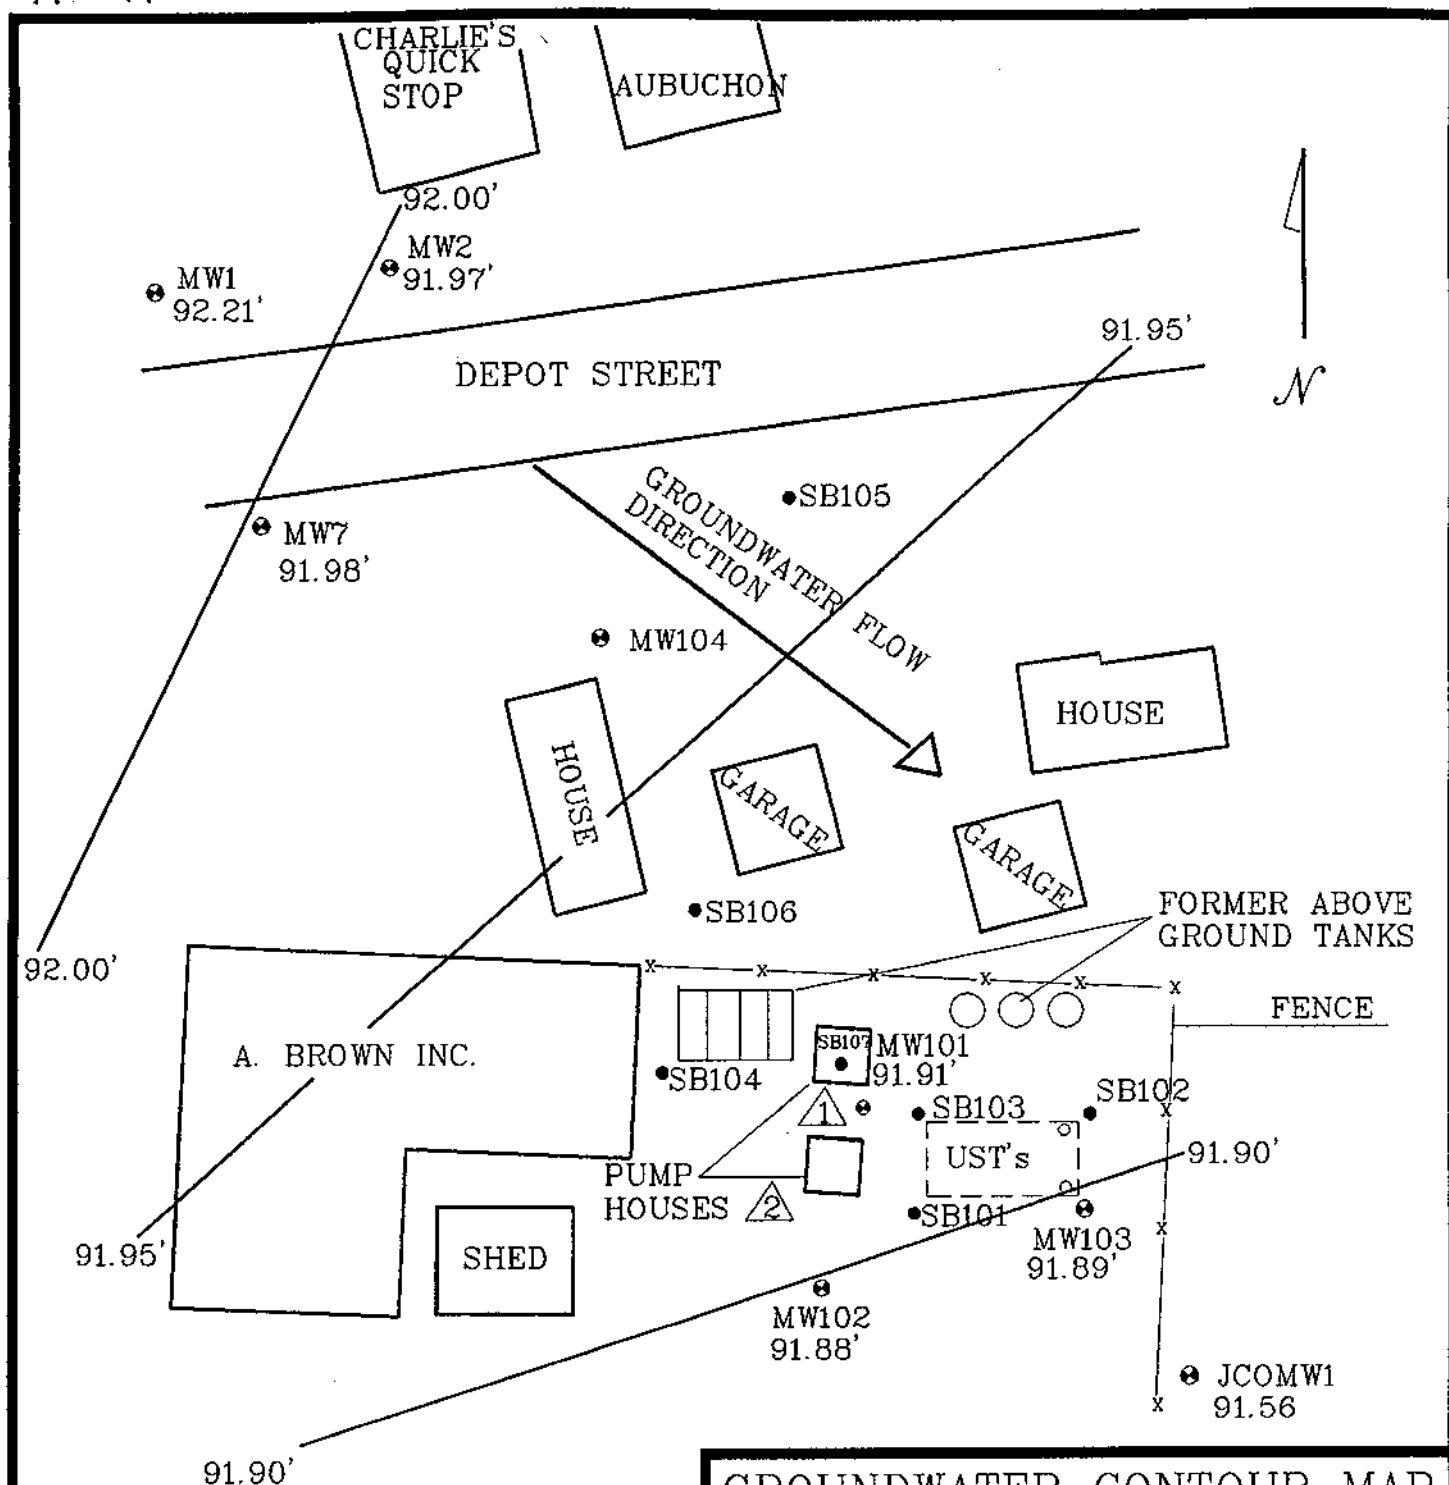 CHARLIE'S
QUICK
STOP
AUBUCHON
92.00'
MW2
91.97'
MW1
92.21'
91.95'
DEPOT STREET
N
GROUNDWATER FLOW
DIRECTION
SB105
MW7
91.98'
MW104
HOUSE
HOUSE
GARAGE
GARAGE
SB106
FORMER ABOVE
GROUND TANKS
92.00'
FENCE
A. BROWN INC.
SB107
MW101
91.91'
SB104
1
SB103
SB102
UST's
91.90'
PUMP
HOUSES
2
SB101
MW103
91.89'
91.95'
SHED
MW102
91.88'
JCOMW1
91.56
91.90'
GROUNDWATER CONTOUR MAP